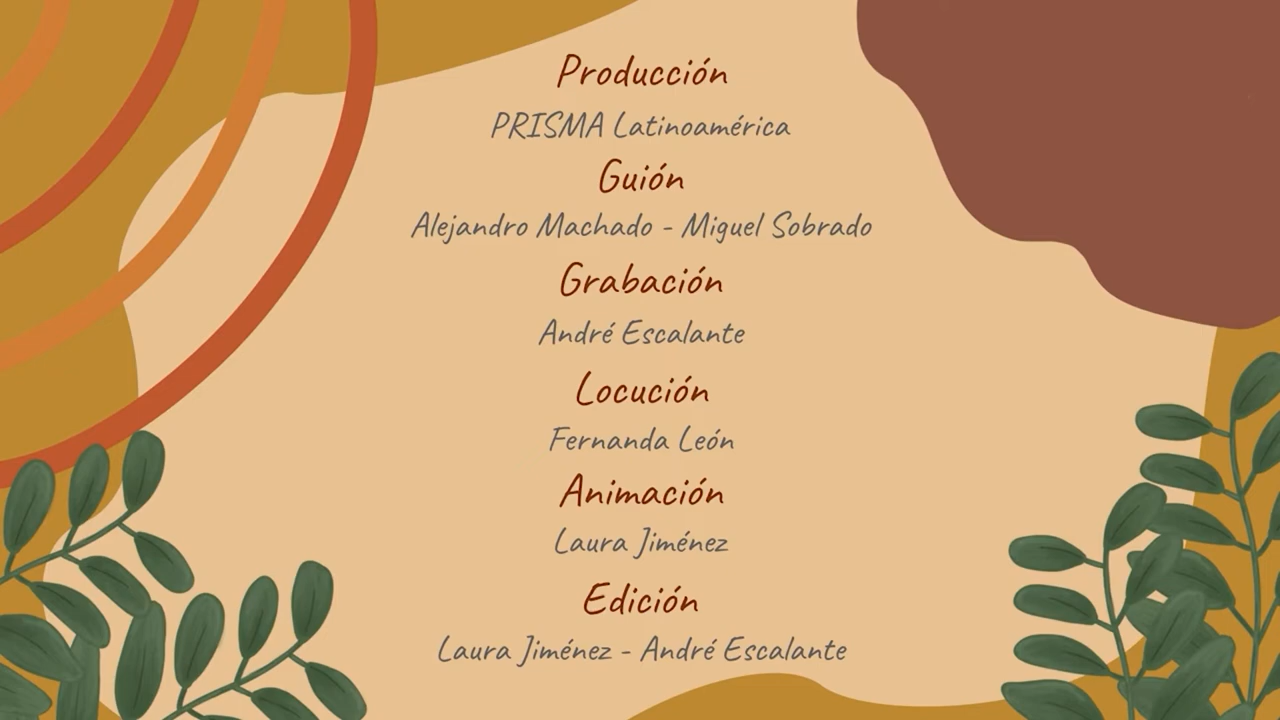 Producción
PRISMA Latinoamérica
Guión
Alejandro Machado - Miguel Sobrado
Grabación
André Escalante
Locución
Fernanda León
Animación
Laura Jiménez
Edición
Laura Jiménez - André Escalante